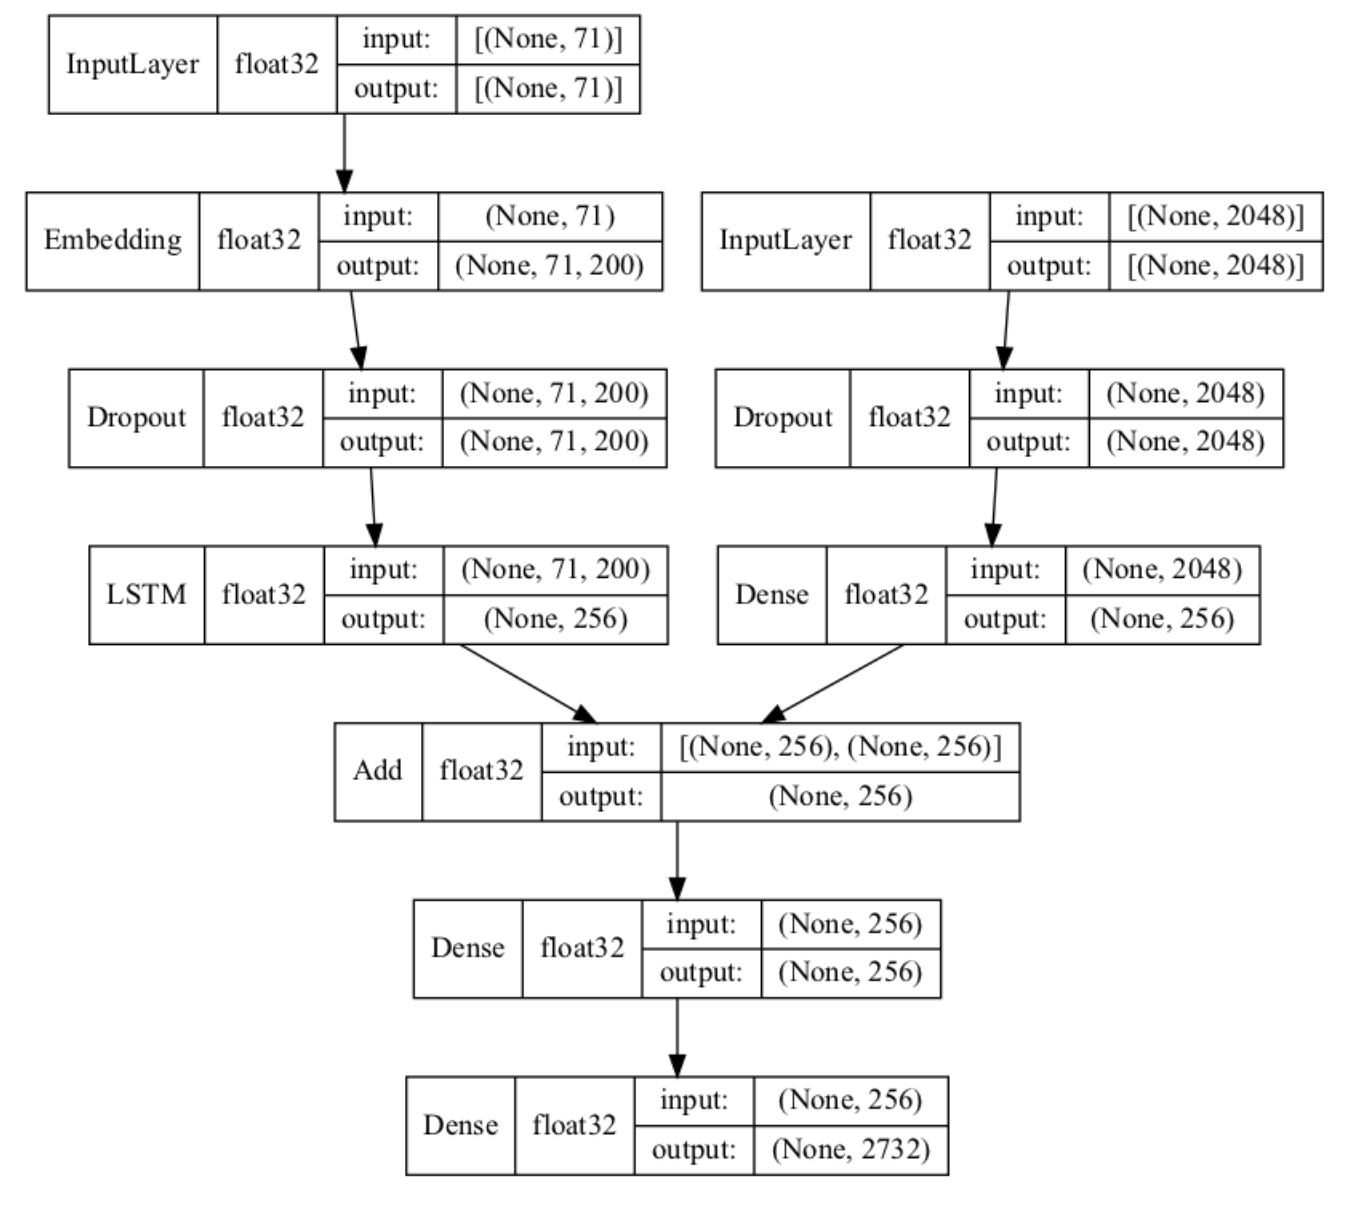 InputLayer float32 input: [(None, 71)]
output: [(None, 71)]
Embedding float32 input: (None, 71)
output: (None, 71, 200)
InputLayer float32 input: [(None, 2048)]
output: [(None, 2048)]
Dropout float32 input: (None, 71, 200)
output: (None, 71, 200)
Dropout float32 input: (None, 2048)
output: (None, 2048)
LSTM float32 input: (None, 71, 200)
output: (None, 256)
Dense float32 input: (None, 2048)
output: (None, 256)
Add float32 input: [(None, 256), (None, 256)]
output: (None, 256)
Dense float32 input: (None, 256)
output: (None, 256)
Dense float32 input: (None, 256)
output: (None, 2732)